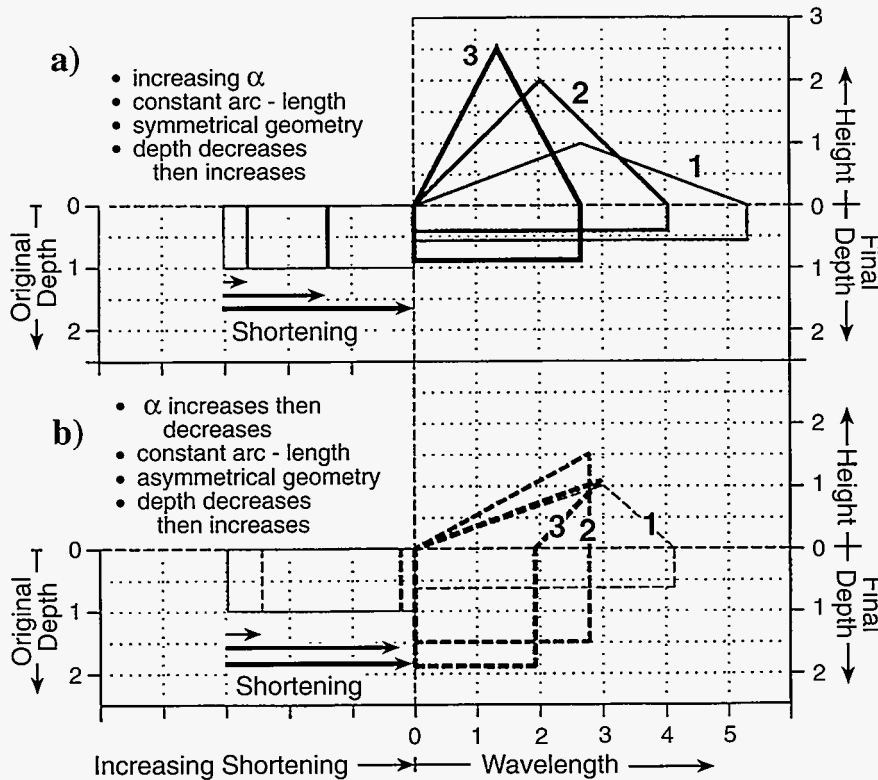 a)
• increasing α
• constant arc - length
• symmetrical geometry
• depth decreases
then increases
3
2
1
3
2
1
0
1
2
Height
Depth
Final
0
1
2
Original
Depth
Shortening
b)
• α increases then
decreases
• constant arc - length
• asymmetrical geometry
• depth decreases
then increases
3
2
1
2
1
0
1
2
Height
Depth
Final
0
1
2
Original
Depth
Shortening
0 1 2 3 4 5
Increasing Shortening
Wavelength